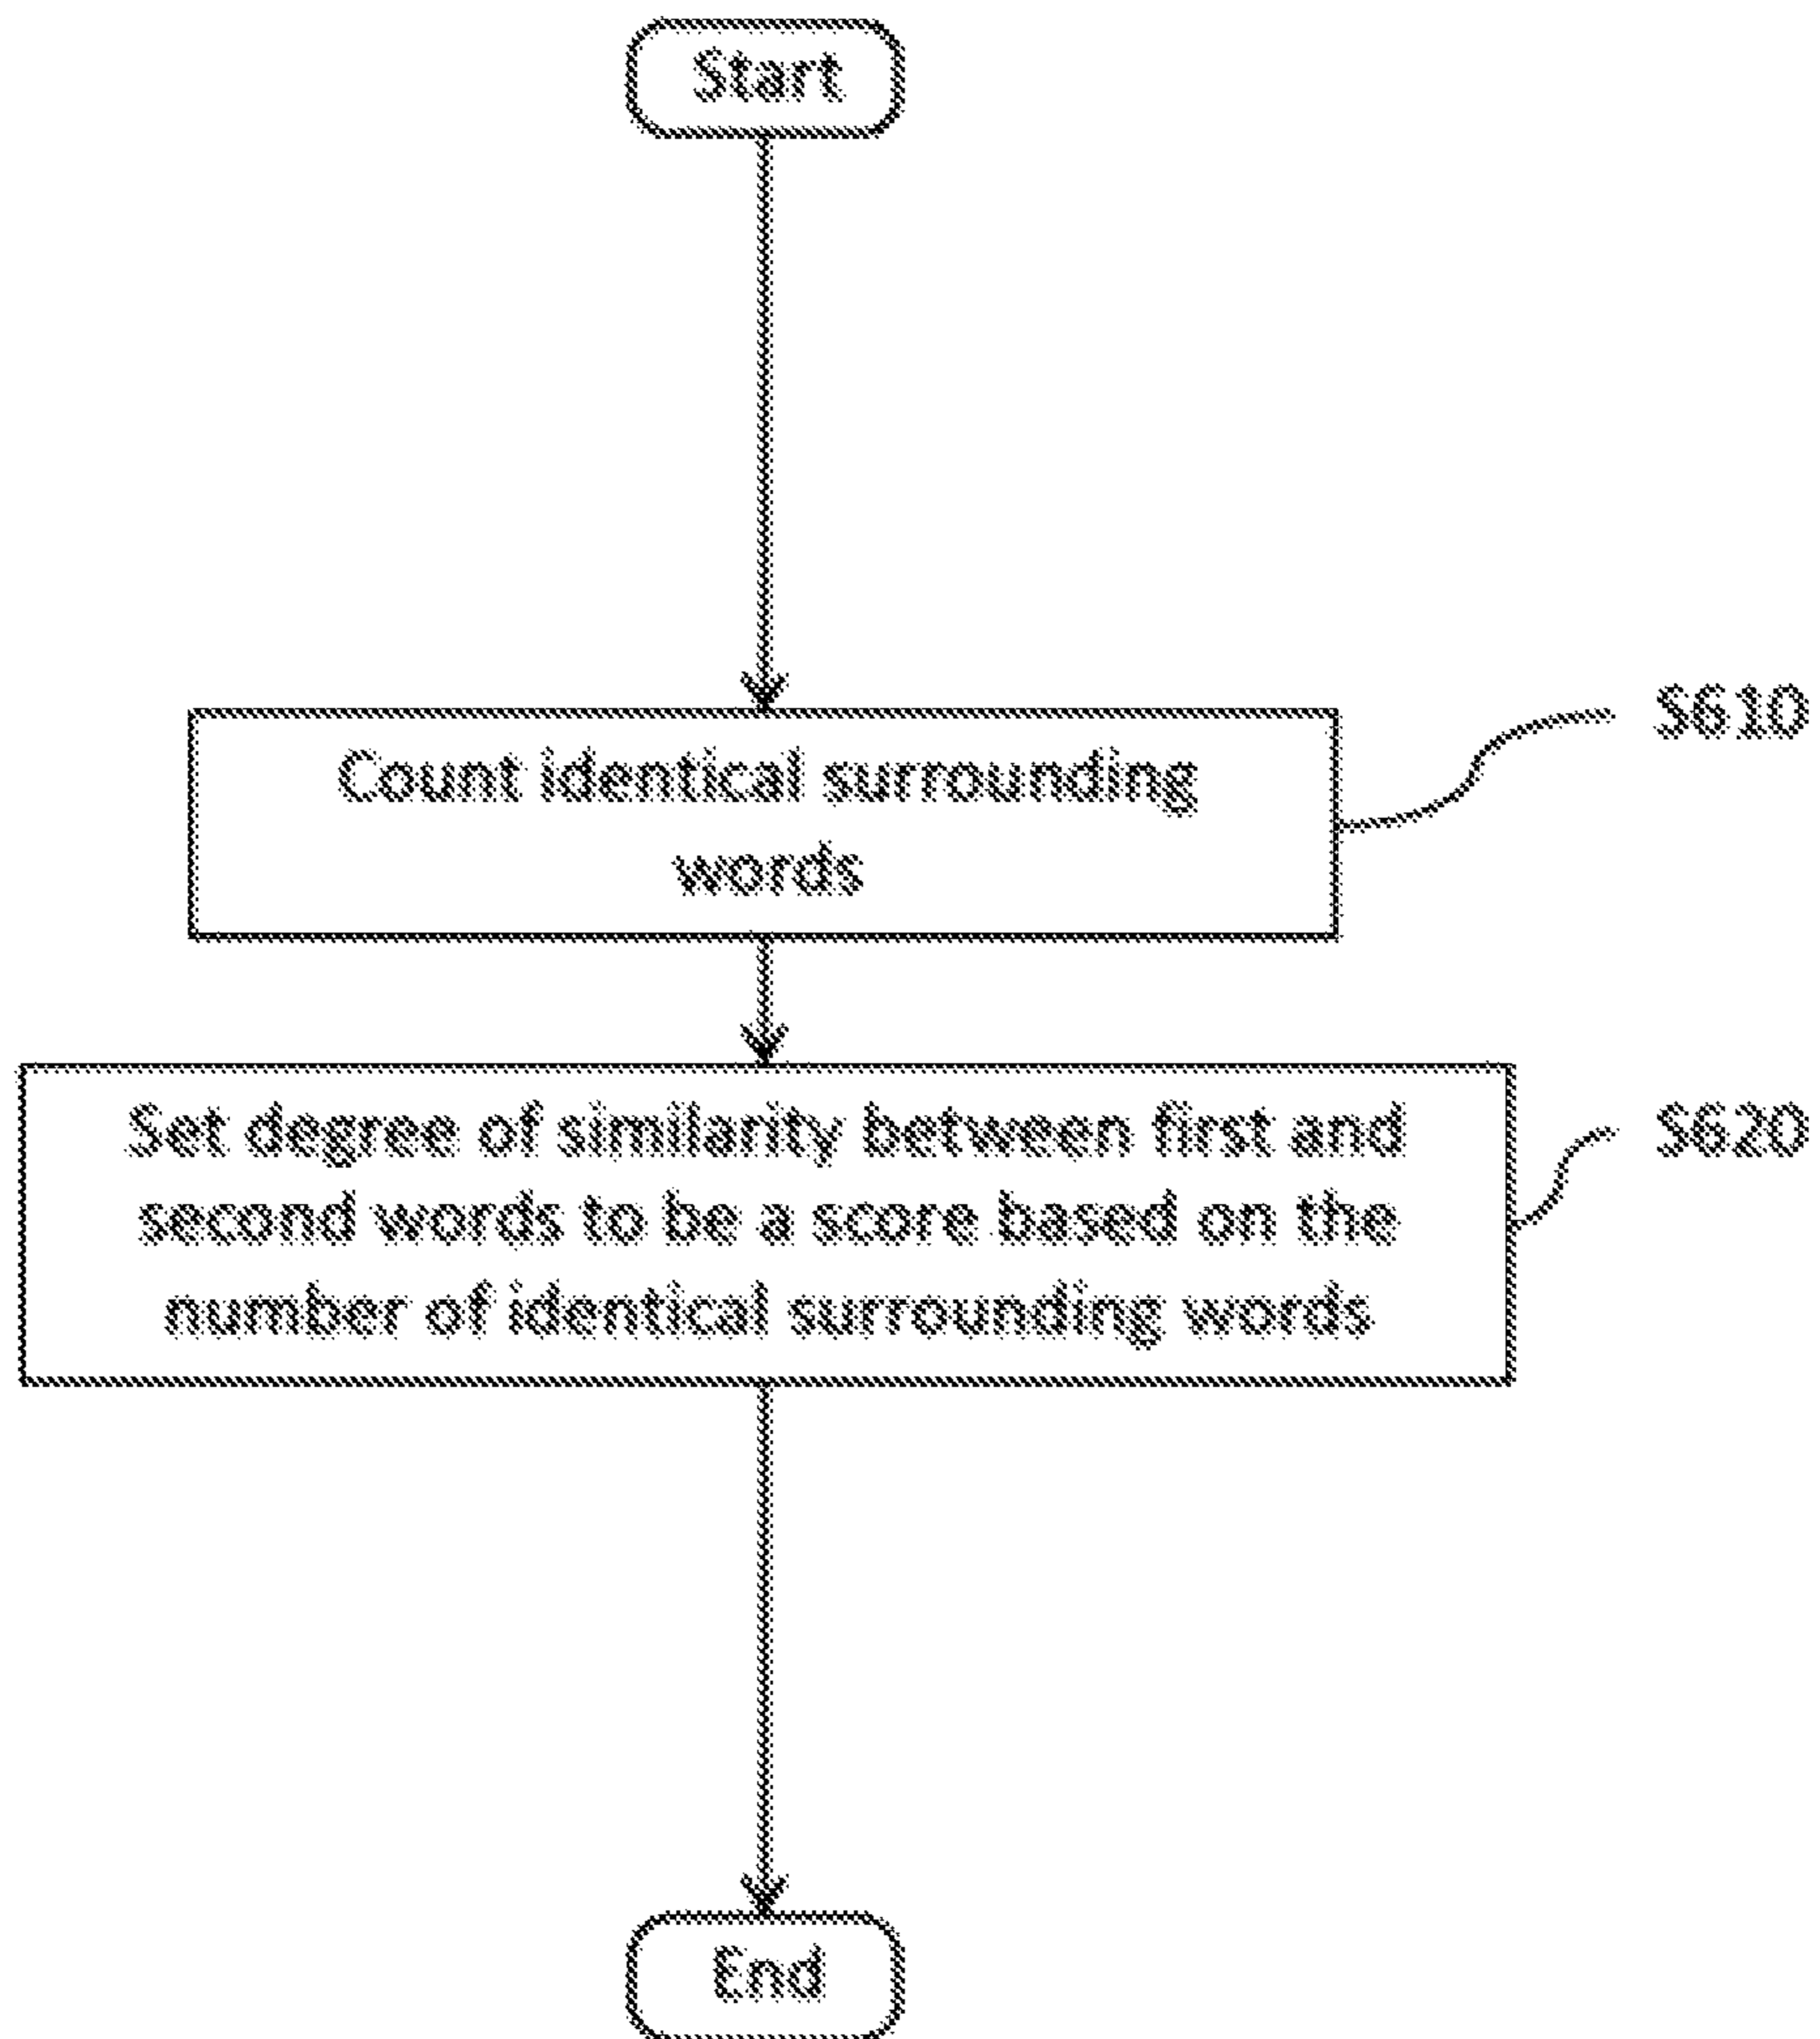 Start
Count identical surrounding
words
S610
Set degree of similarity between first and
second words to be a score based on the
number of identical surrounding words
S620
End